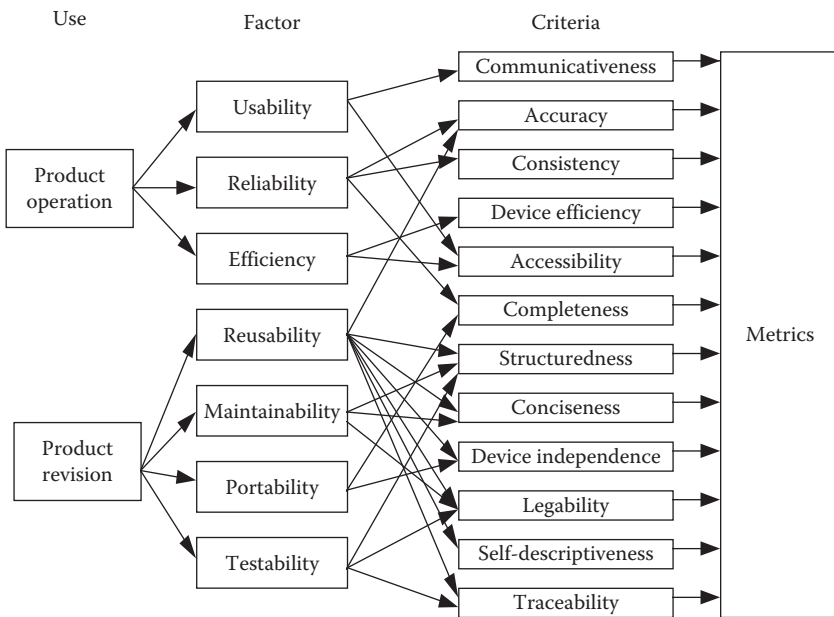 Use
Factor
Criteria
Product
operation
Product
revision
Usability
Reliability
Efficiency
Reusability
Maintainability
Portability
Testability
Communicativeness
Accuracy
Consistency
Device efficiency
Accessibility
Completeness
Structuredness
Conciseness
Device independence
Legability
Self-descriptiveness
Traceability
Metrics